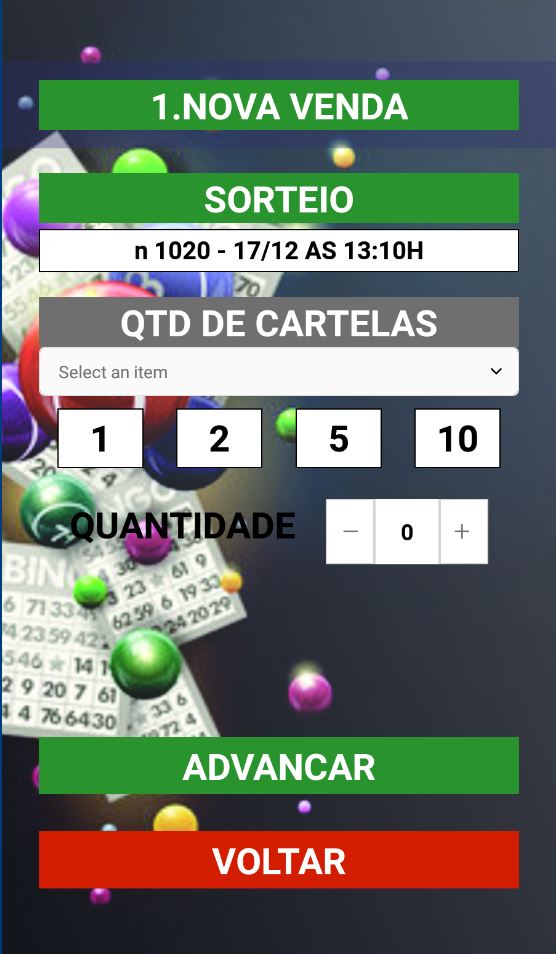 1.NOVA VENDA
SORTEIO
n 1020 - 17/12 AS 13:10H
QTD DE CARTELAS
Select an item
1 2 5 10
QUANTIDADE − 0 +
ADVANCAR
VOLTAR